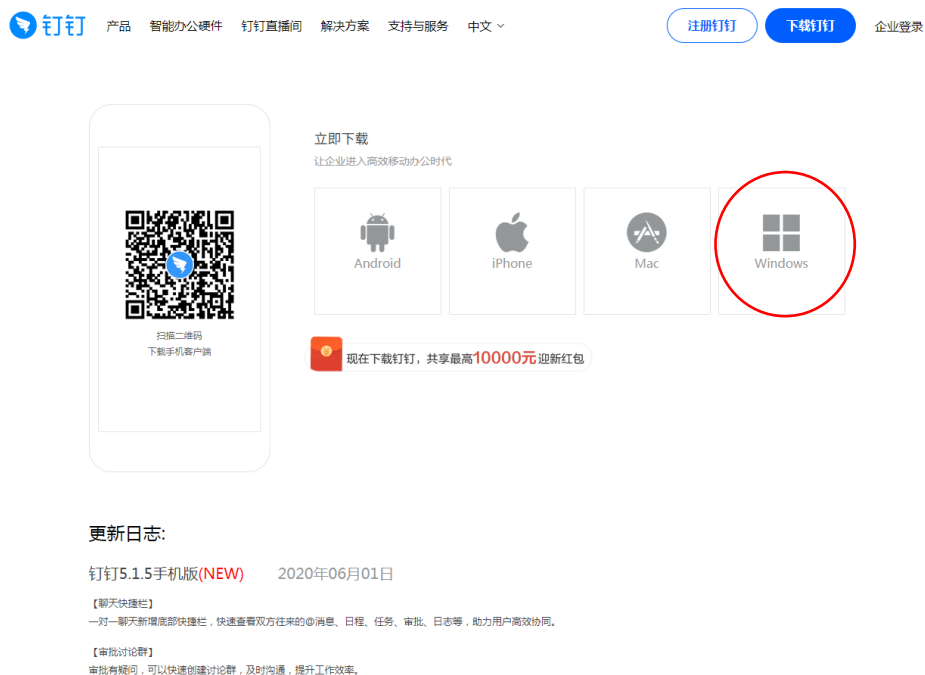 钉钉 产品 智能办公硬件 钉钉直播间 解决方案 支持与服务 中文 注册钉钉 下载钉钉 企业登录
扫描二维码
下载手机客户端
立即下载
让企业进入高效移动办公时代
Android iPhone Mac Windows
现在下载钉钉，共享最高10000元迎新红包
更新日志:
钉钉5.1.5手机版(NEW) 2020年06月01日
【聊天快捷栏】
一对一聊天新增底部快捷栏，快速查看双方往来的@消息、日程、任务、审批、日志等，助力用户高效协同。
【审批讨论群】
审批有疑问，可以快速创建讨论群，及时沟通，提升工作效率。